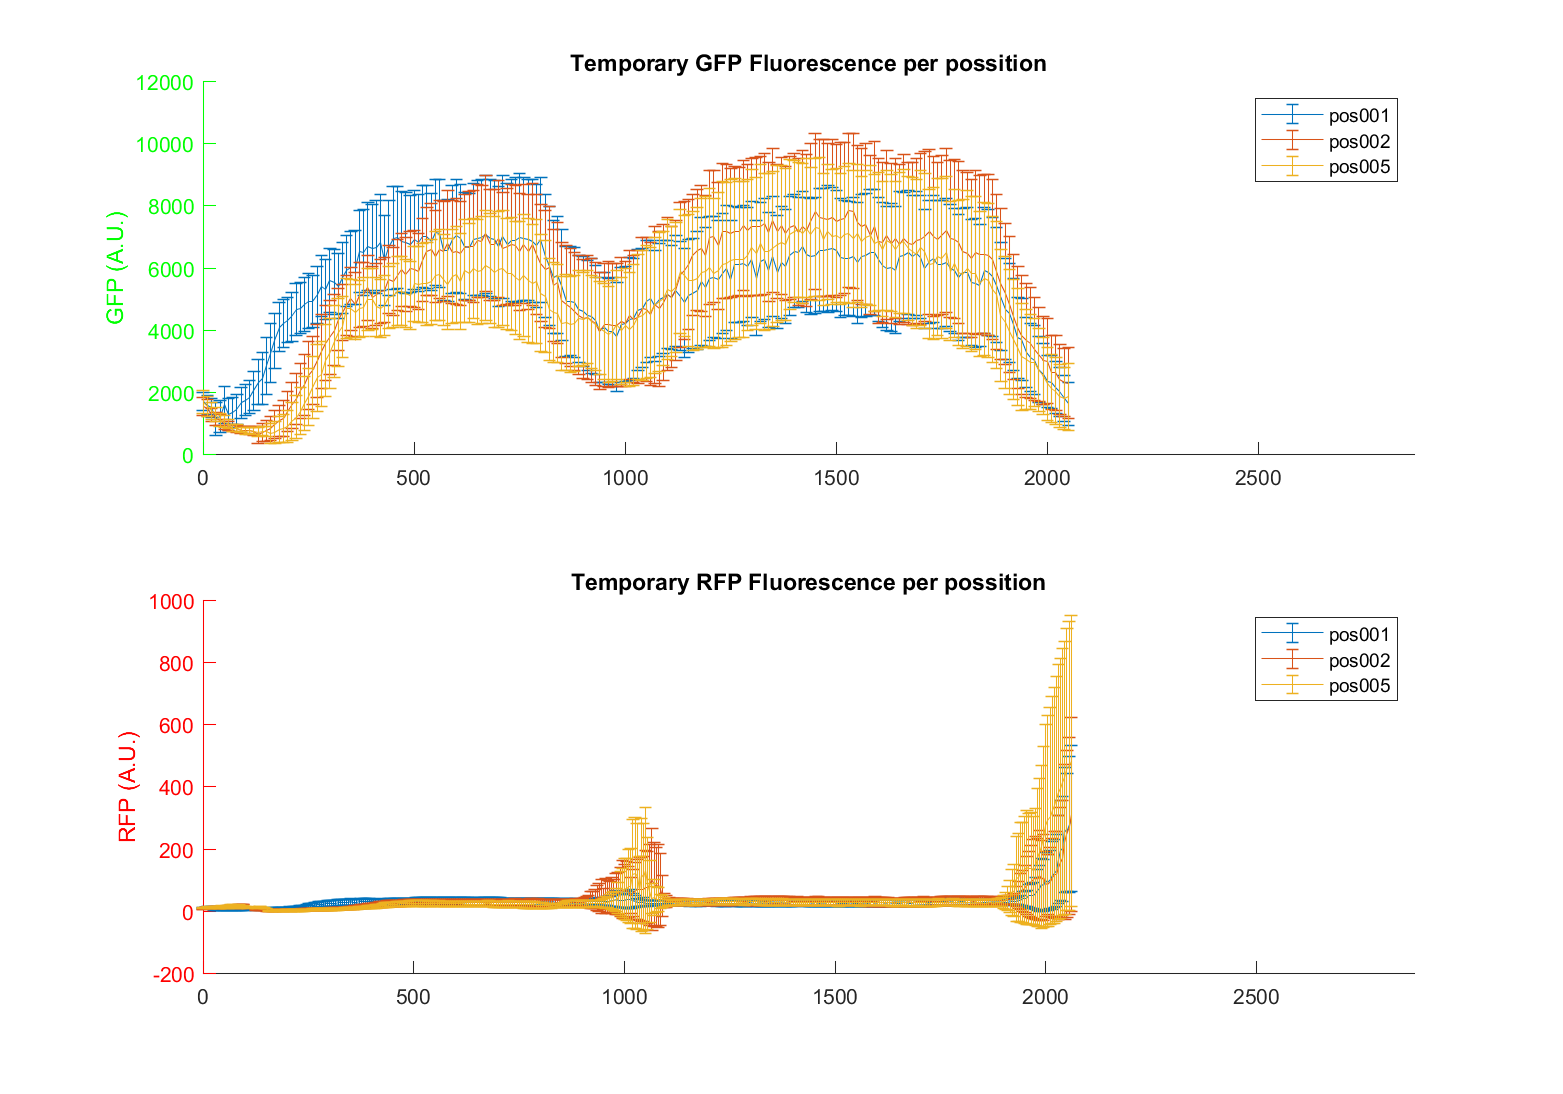 Temporary GFP Fluorescence per possition
GFP (A.U.)
12000
10000
8000
6000
4000
2000
0
0 500 1000 1500 2000 2500
pos001
pos002
pos005
Temporary RFP Fluorescence per possition
RFP (A.U.)
1000
800
600
400
200
0
-200
0 500 1000 1500 2000 2500
pos001
pos002
pos005